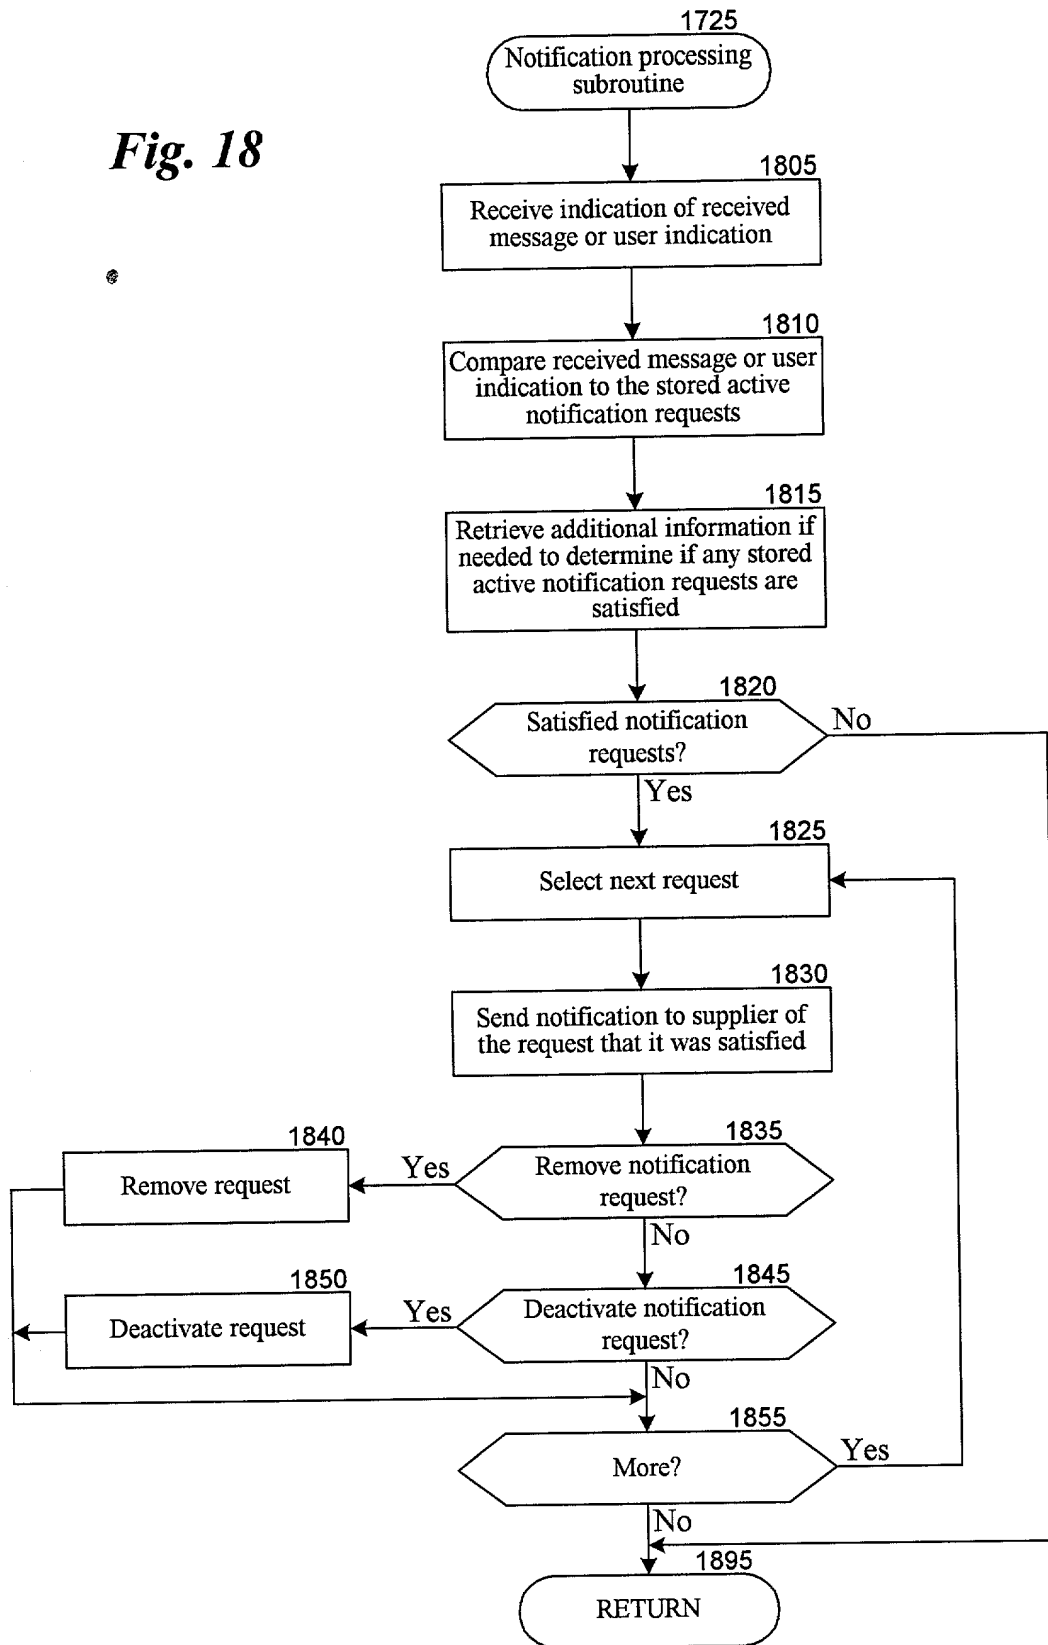 1725
Notification processing
subroutine
Fig. 18
1805
Receive indication of received
message or user indication
1810
Compare received message or user
indication to the stored active
notification requests
1815
Retrieve additional information if
needed to determine if any stored
active notification requests are
satisfied
1820
Satisfied notification
requests?
No
Yes
1825
Select next request
1830
Send notification to supplier of
the request that it was satisfied
1835
Remove notification
request?
Yes
1840
Remove request
No
1845
Deactivate notification
request?
Yes
1850
Deactivate request
No
1855
More?
Yes
No
1895
RETURN